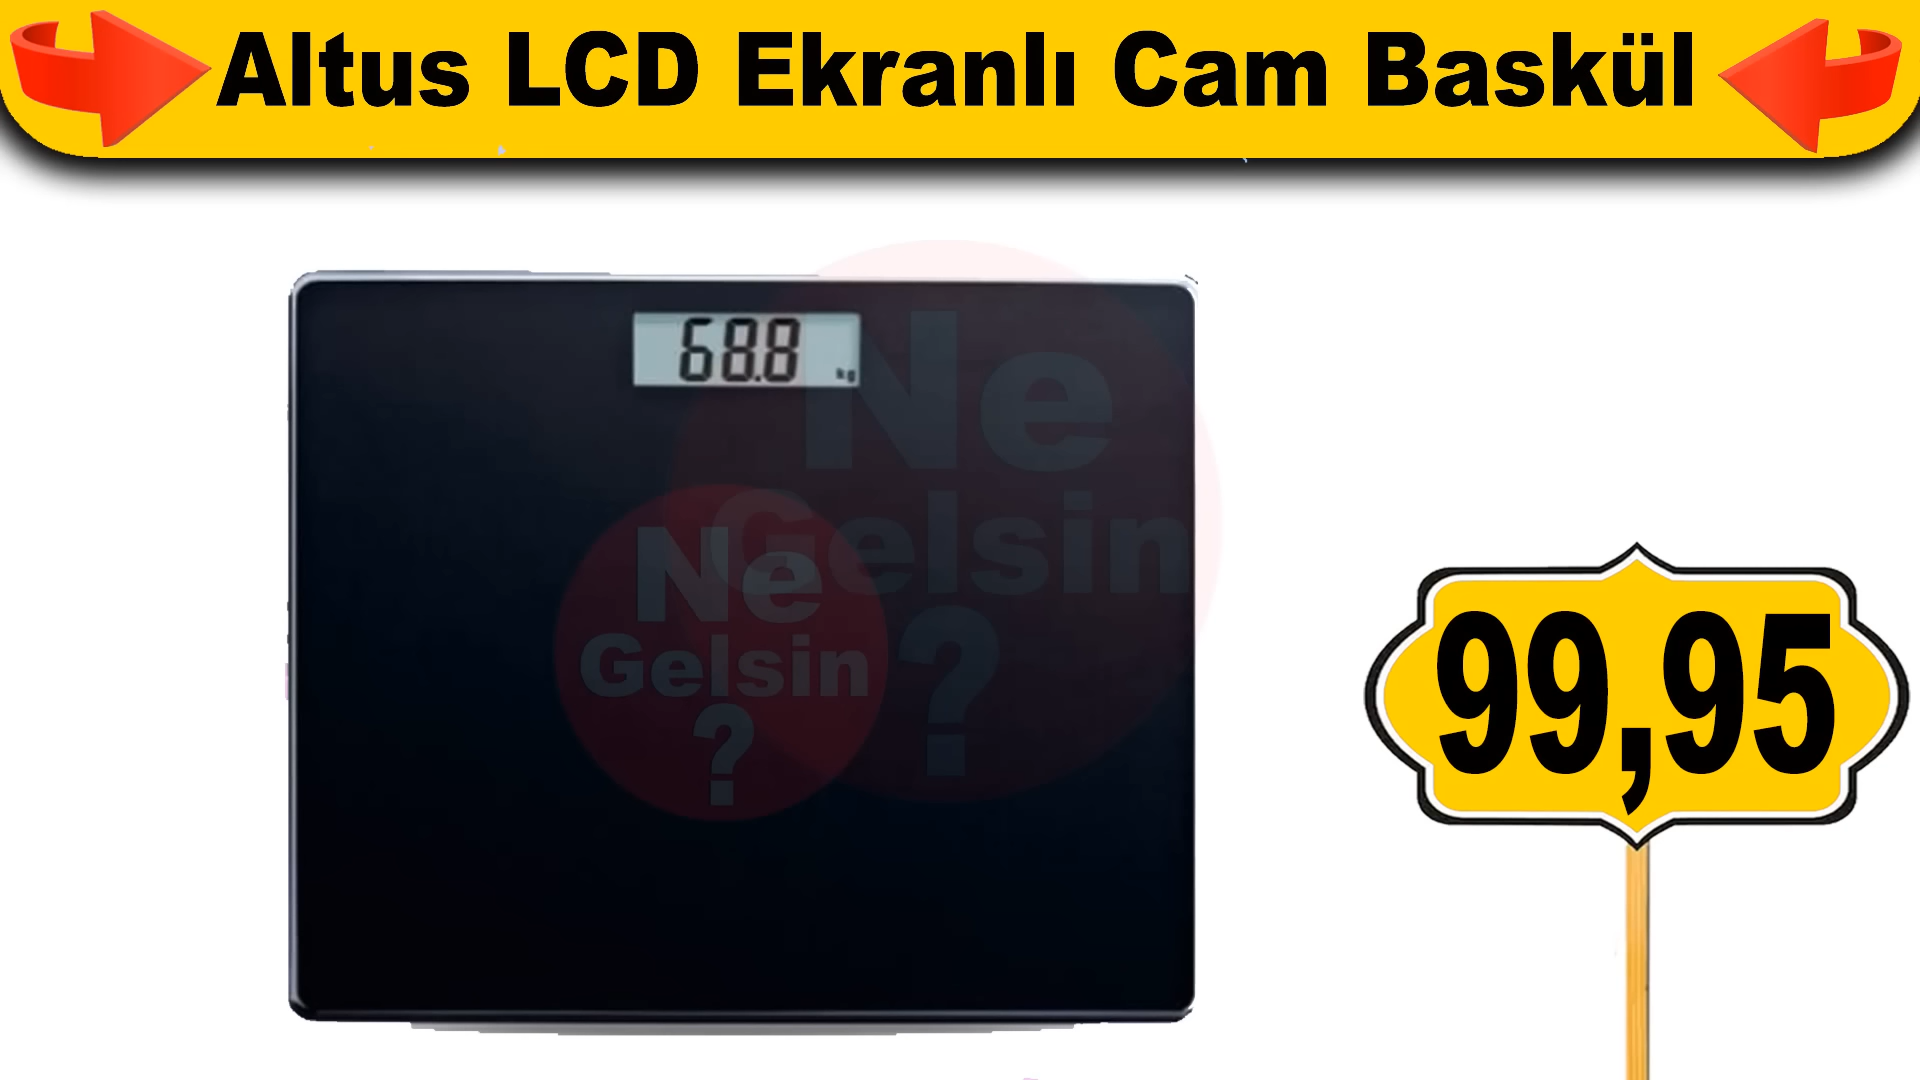 Altus LCD Ekranlı Cam Baskül
68.8
kg
Ne
Gelsin
?
Ne
Gelsin
?
99,95